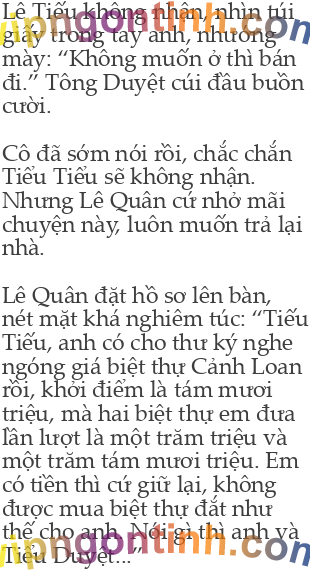 Lê Tiếu không nhận, nhìn túi
giấy trong tay anh, nhướng
mày: “Không muốn ở thì bán
đi.” Tông Duyệt cúi đầu buồn
cười.
Cô đã sớm nói rồi, chắc chắn
Tiểu Tiểu sẽ không nhận.
Nhưng Lê Quân cứ nhở mãi
chuyện này, luôn muốn trả lại
nhà.
Lê Quân đặt hồ sơ lên bàn,
nét mặt khá nghiêm túc: “Tiếu
Tiếu, anh có cho thư ký nghe
ngóng giá biệt thự Cảnh Loan
rồi, khởi điểm là tám mươi
triệu, mà hai biệt thự em đưa
lần lượt là một trăm triệu và
một trăm tám mươi triệu. Em
có tiền thì cứ giữ lại, không
được mua biệt thự đắt như
thế cho anh. Nói gì thì anh và
Tiểu Duyệt...”
vipngontinh.com
vipngontinh.com